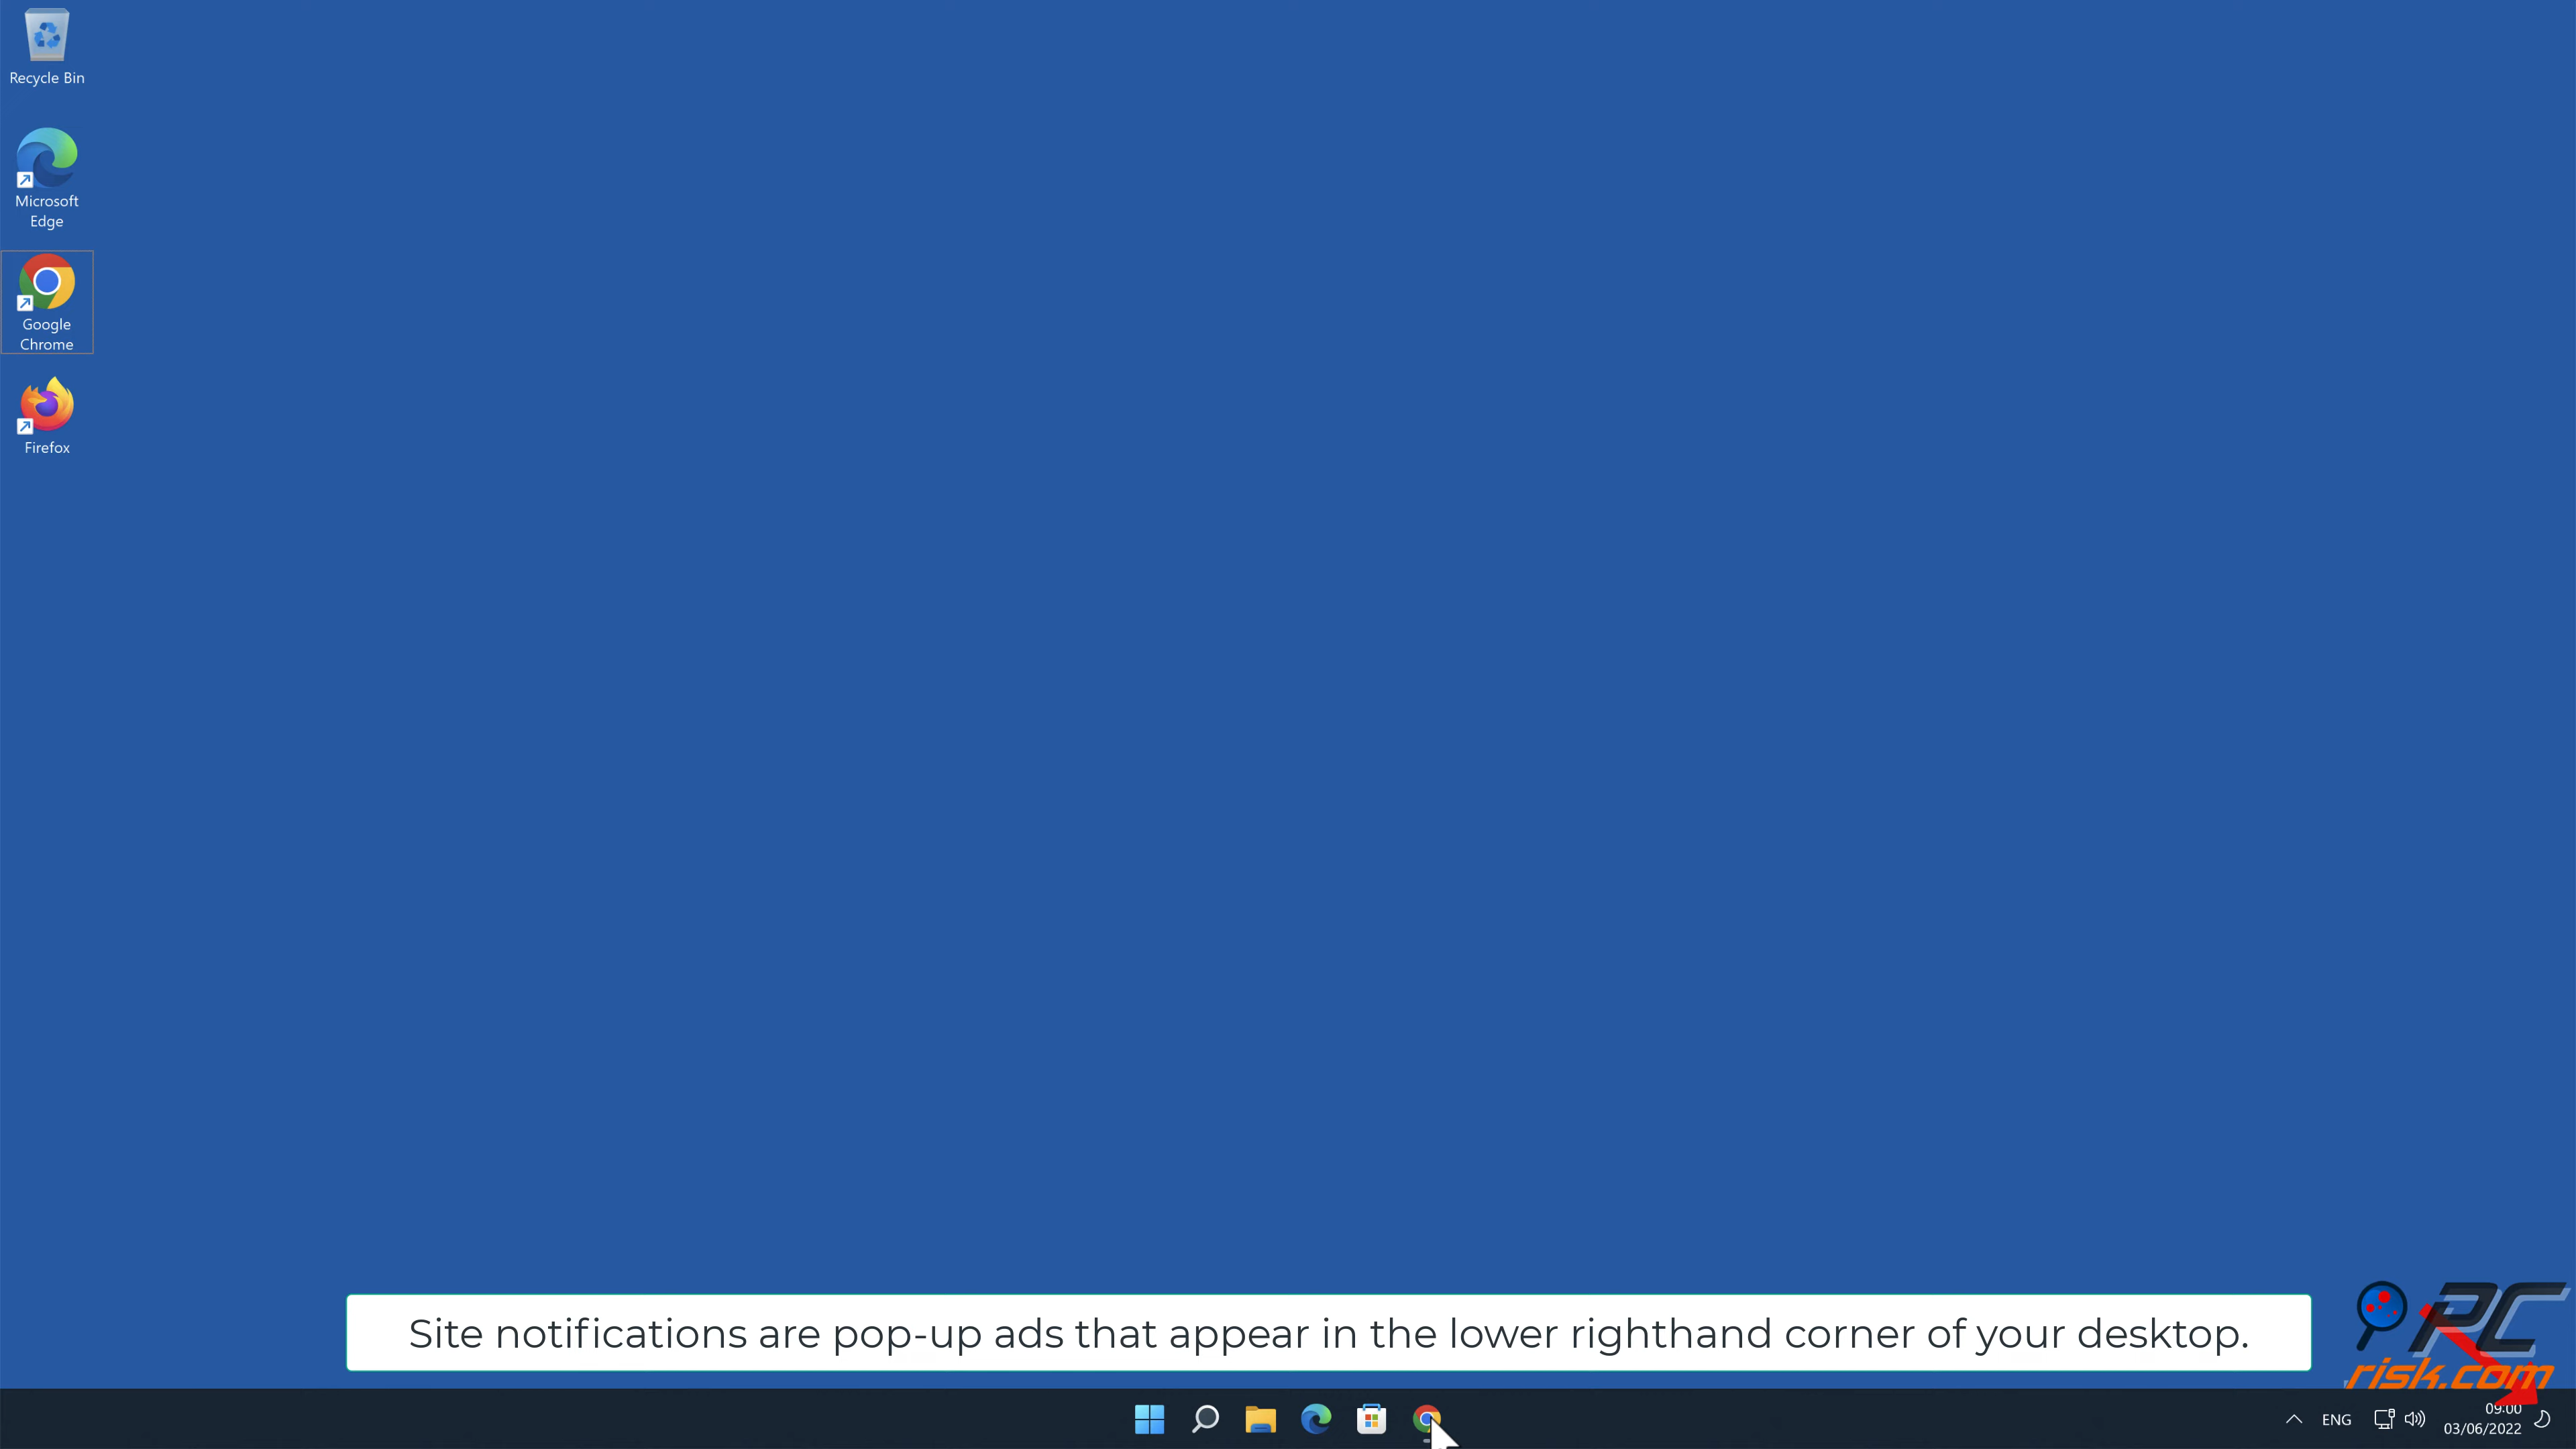 Recycle Bin
Microsoft
Edge
Google
Chrome
Firefox
Site notifications are pop-up ads that appear in the lower righthand corner of your desktop.
PC
risk.com
ENG
09:00
03/06/2022